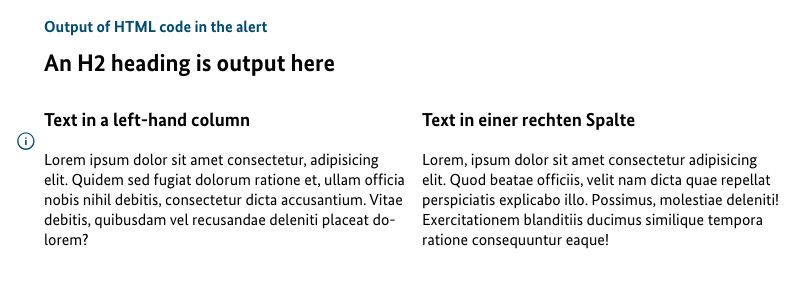 Output of HTML code in the alert
An H2 heading is output here
Text in a left-hand column
Lorem ipsum dolor sit amet consectetur, adipisicing
elit. Quidem sed fugiat dolorum ratione et, ullam officia
nobis nihil debitis, consectetur dicta accusantium. Vitae
debitis, quibusdam vel recusandae deleniti placeat do-
lorem?
Text in einer rechten Spalte
Lorem, ipsum dolor sit amet consectetur adipisicing
elit. Quod beatae officiis, velit nam dicta quae repellat
perspiciatis explicabo illo. Possimus, molestiae deleniti!
Exercitationem blanditiis ducimus similique tempora
ratione consequuntur eaque!